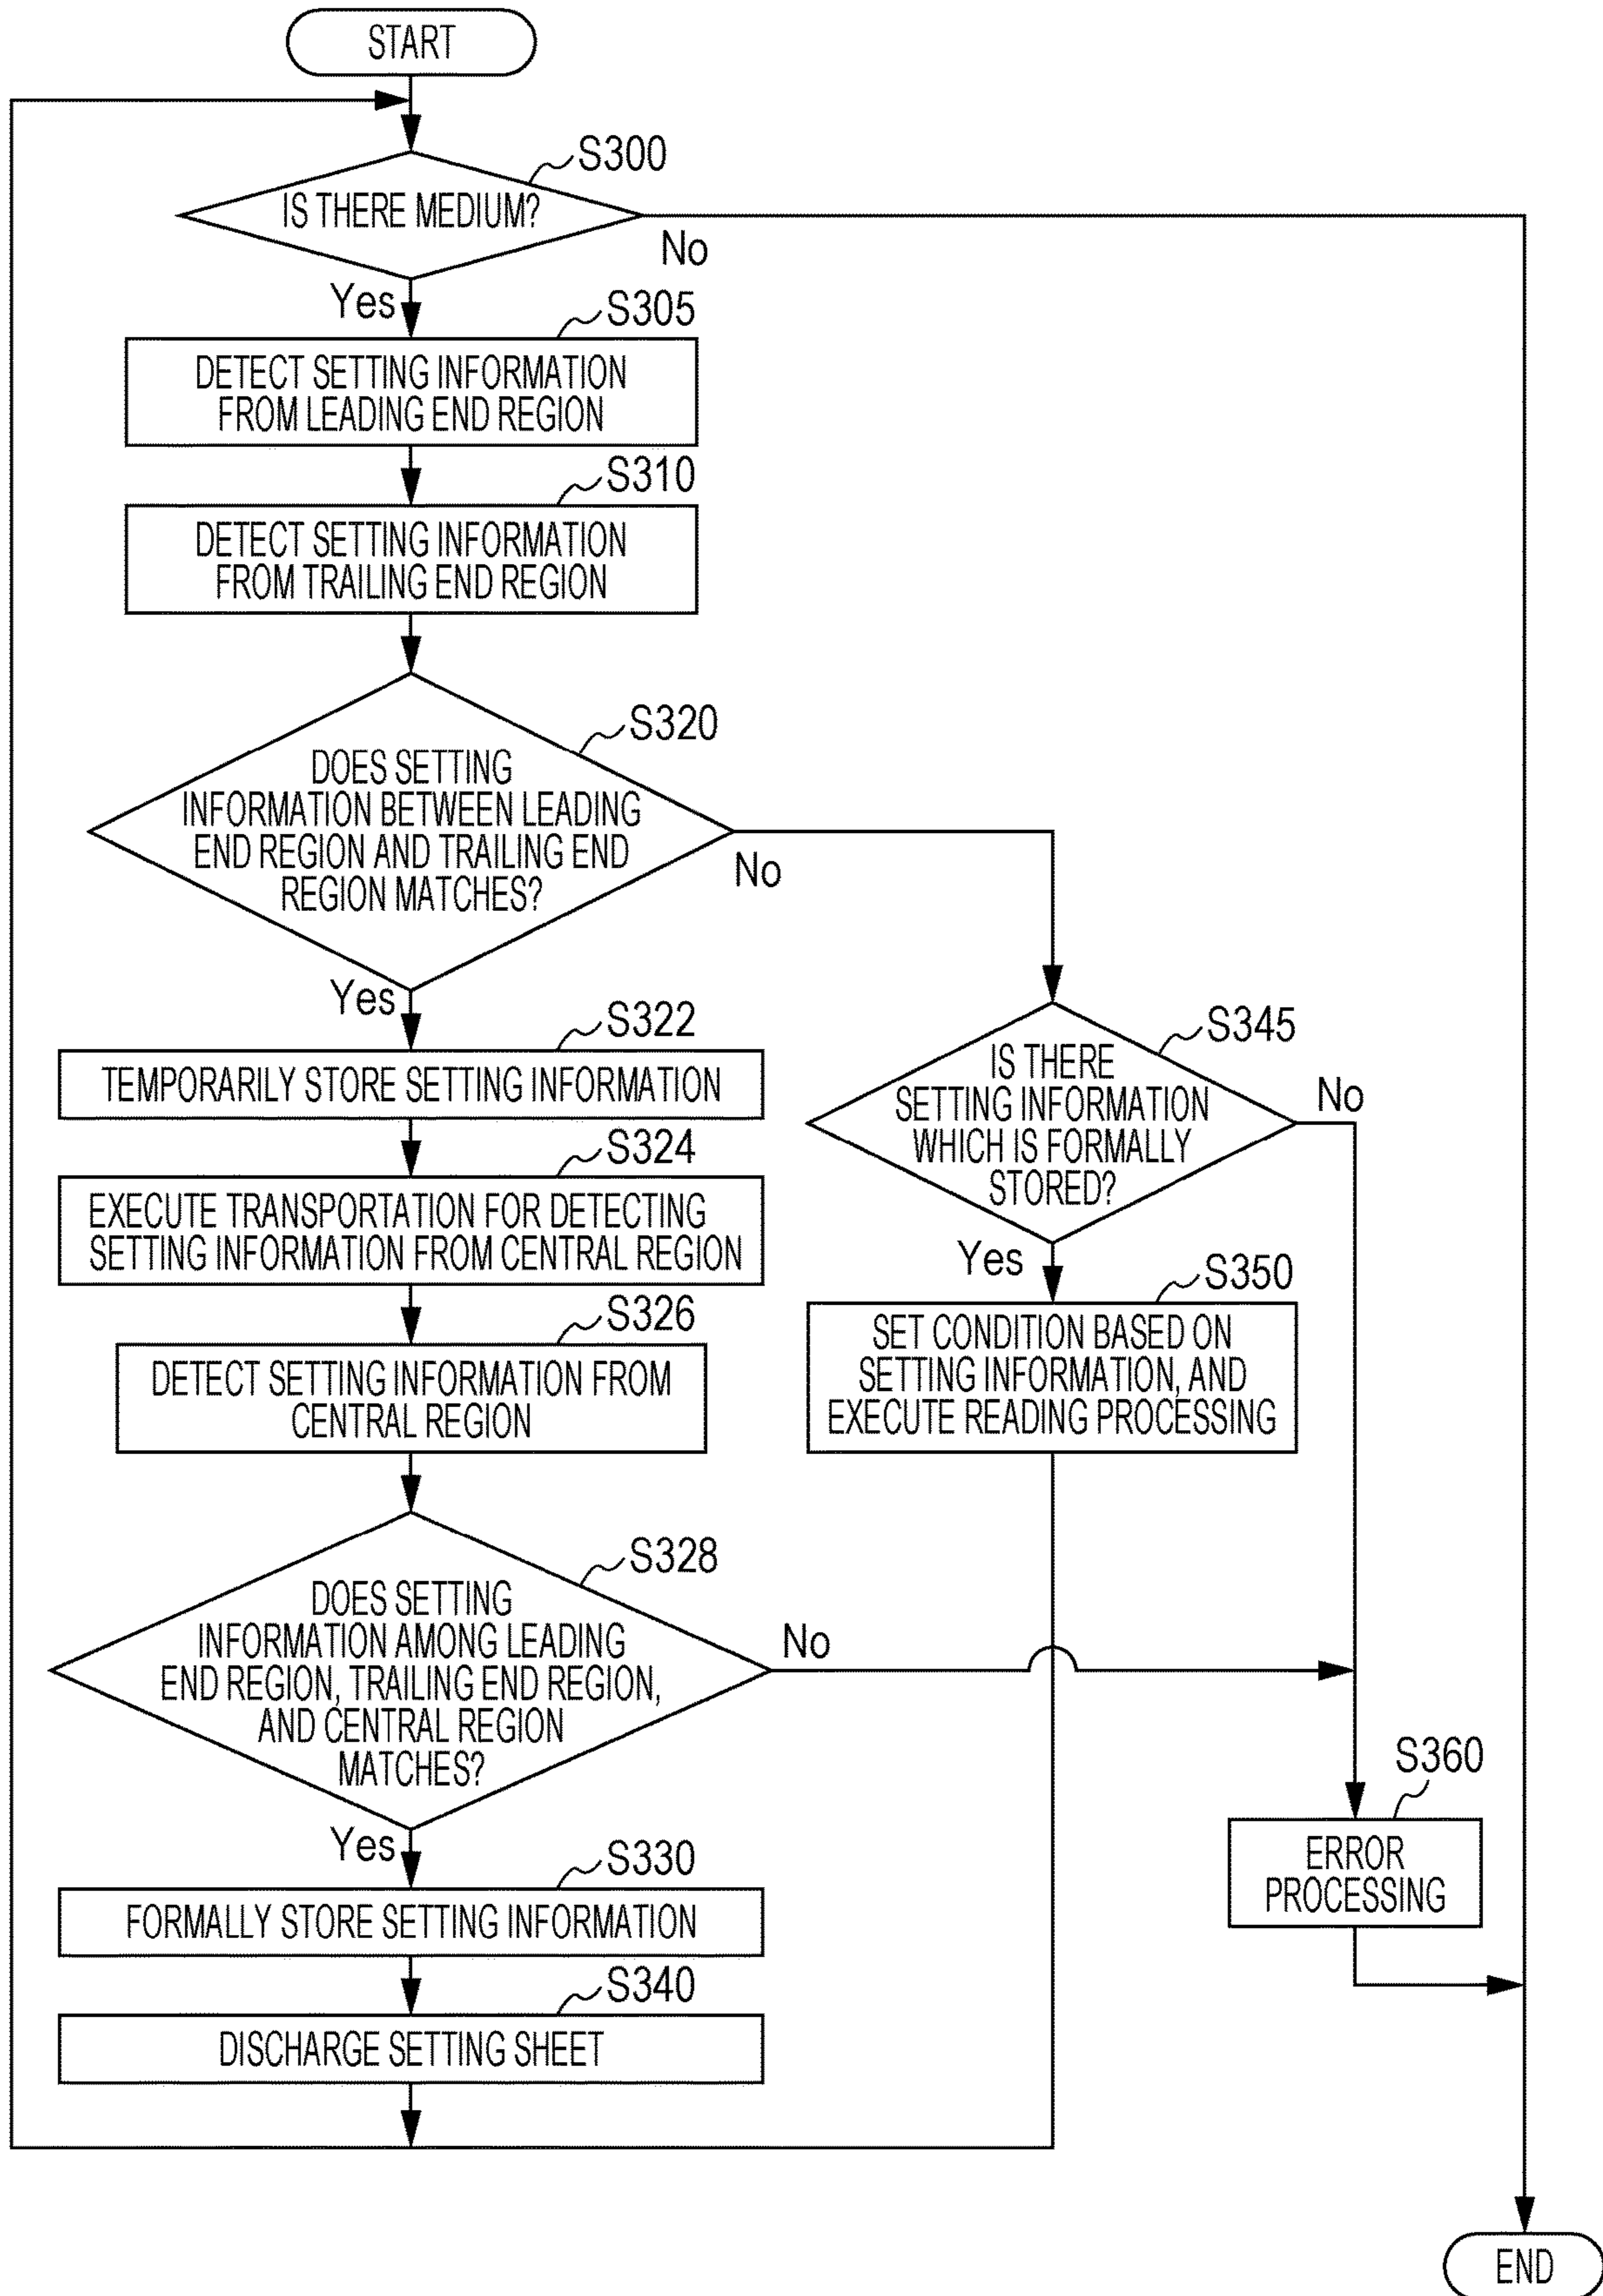 START
S300
IS THERE MEDIUM?
No
Yes
S305
DETECT SETTING INFORMATION
FROM LEADING END REGION
S310
DETECT SETTING INFORMATION
FROM TRAILING END REGION
S320
DOES SETTING
INFORMATION BETWEEN LEADING
END REGION AND TRAILING END
REGION MATCHES?
No
Yes
S322
TEMPORARILY STORE SETTING INFORMATION
S324
EXECUTE TRANSPORTATION FOR DETECTING
SETTING INFORMATION FROM CENTRAL REGION
S326
DETECT SETTING INFORMATION FROM
CENTRAL REGION
S328
DOES SETTING
INFORMATION AMONG LEADING
END REGION, TRAILING END REGION,
AND CENTRAL REGION
MATCHES?
No
Yes
S330
FORMALLY STORE SETTING INFORMATION
S340
DISCHARGE SETTING SHEET
S345
IS THERE
SETTING INFORMATION
WHICH IS FORMALLY
STORED?
No
Yes
S350
SET CONDITION BASED ON
SETTING INFORMATION, AND
EXECUTE READING PROCESSING
S360
ERROR
PROCESSING
END